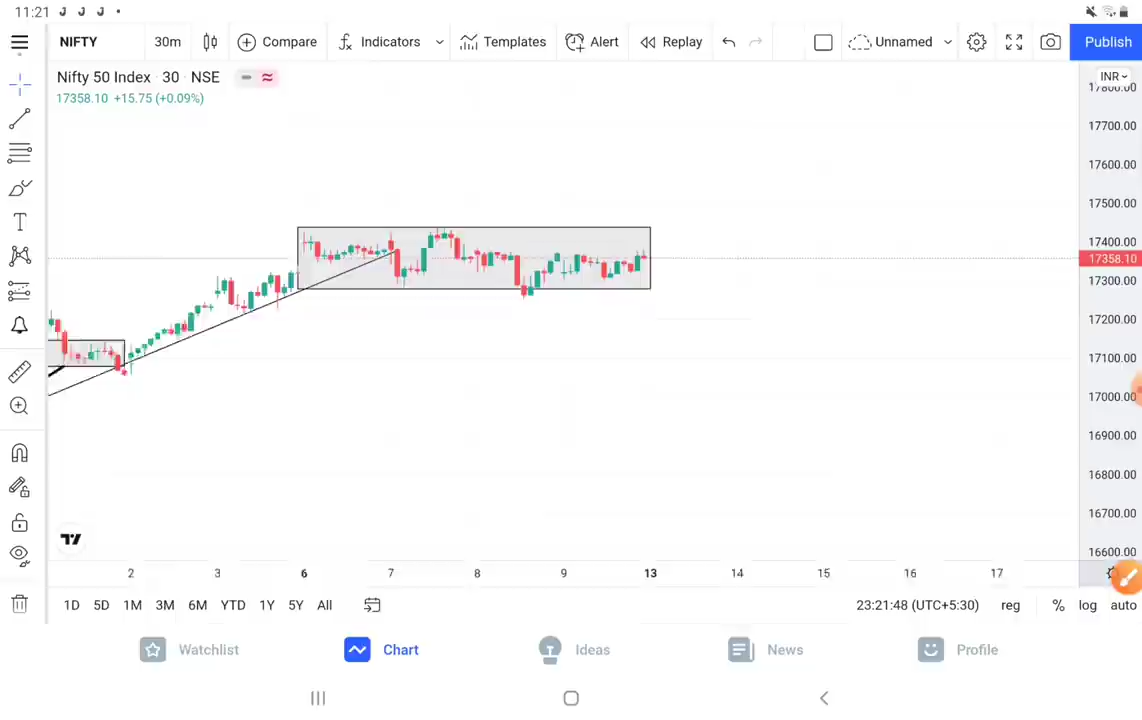 11:21
NIFTY 30m Compare Indicators Templates Alert Replay Unnamed Publish
Nifty 50 Index · 30 · NSE
17358.10 +15.75 (+0.09%)
INR
17800.00
17700.00
17600.00
17500.00
17400.00
17358.10
17300.00
17200.00
17100.00
17000.00
16900.00
16800.00
16700.00
16600.00
2 3 6 7 8 9 13 14 15 16 17
1D 5D 1M 3M 6M YTD 1Y 5Y All 23:21:48 (UTC+5:30) reg % log auto
Watchlist Chart Ideas News Profile